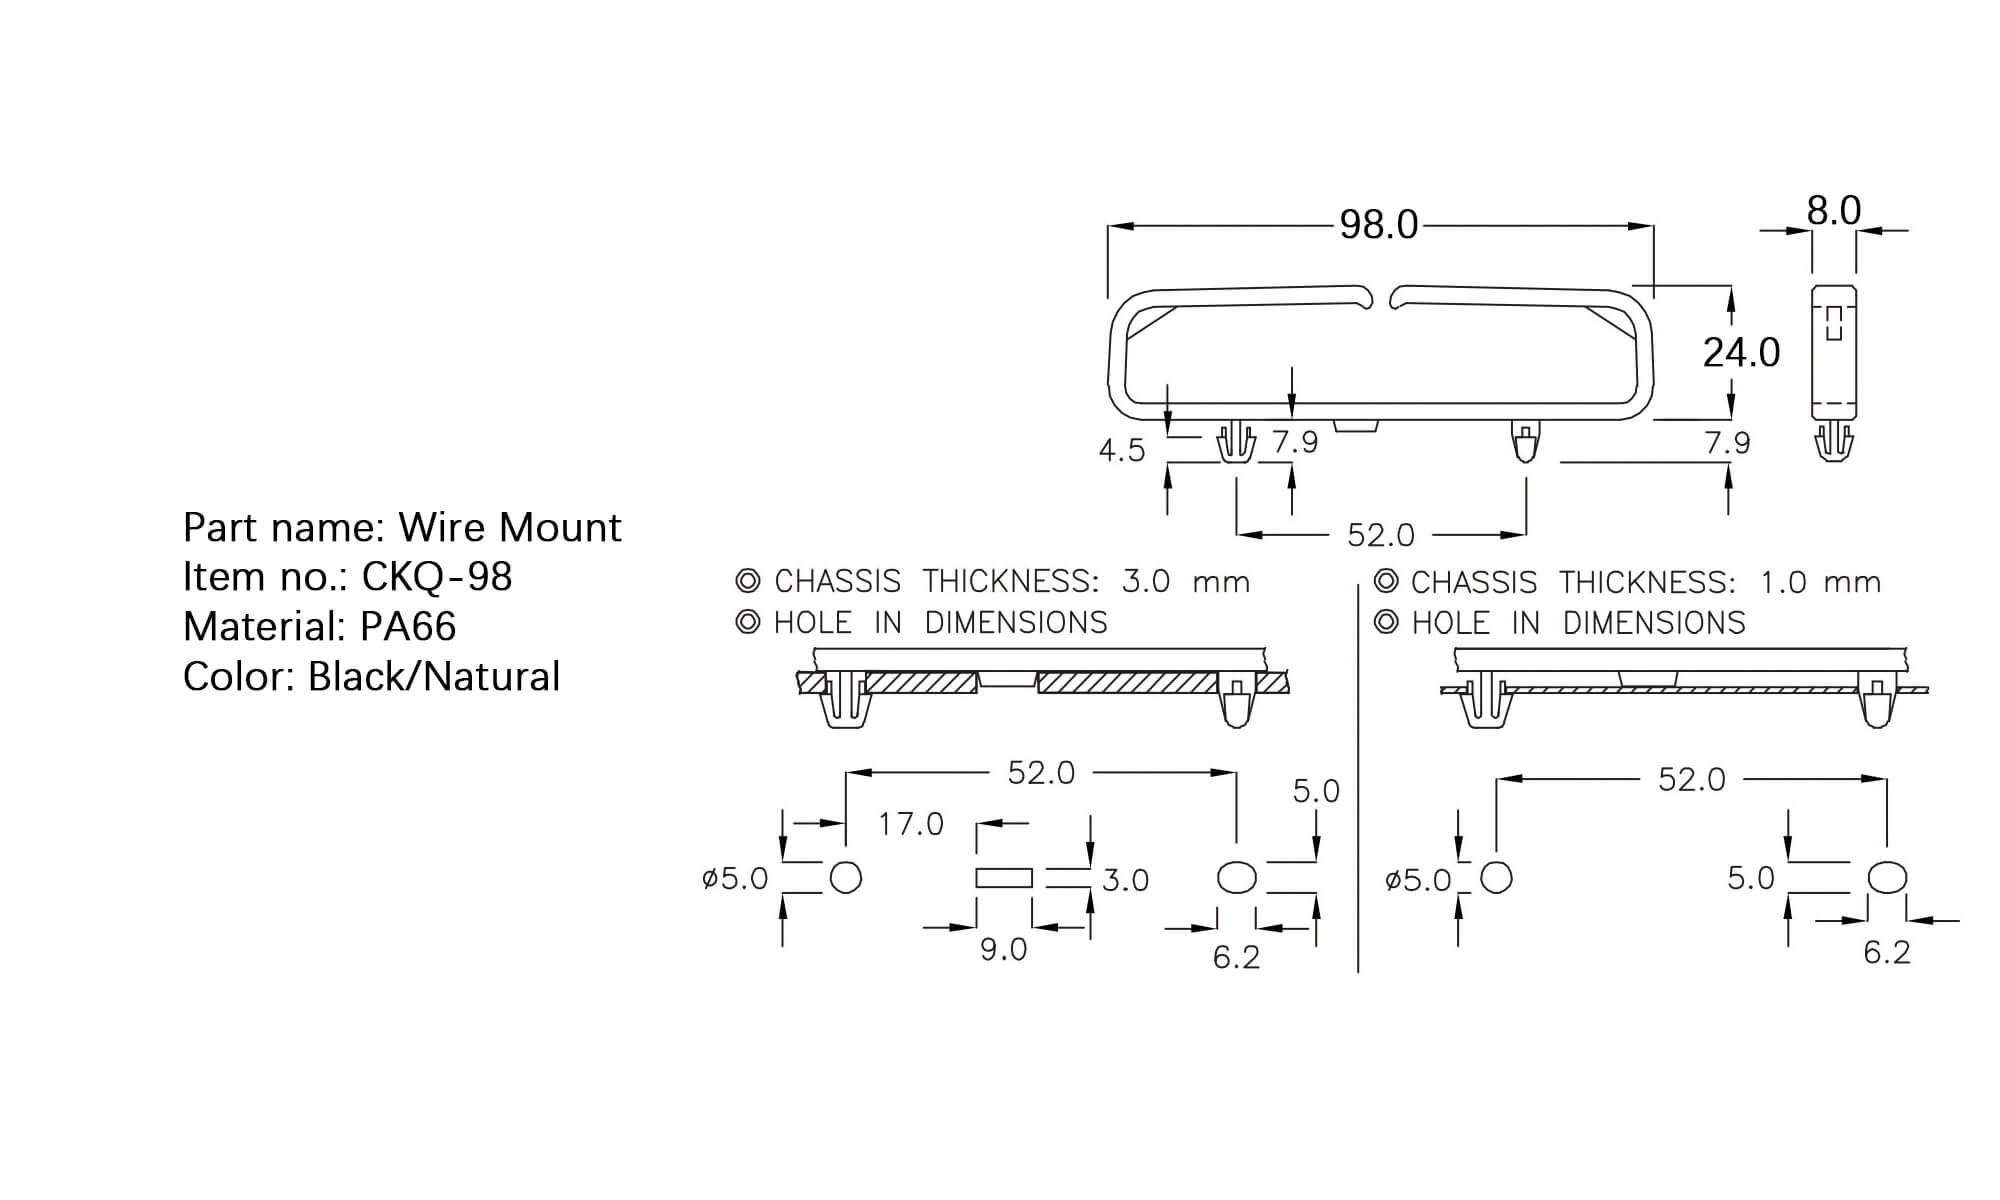 98.0
8.0
24.0
4.5
7.9
7.9
52.0
Part name: Wire Mount
Item no.: CKQ-98
Material: PA66
Color: Black/Natural
◎ CHASSIS THICKNESS: 3.0 mm
◎ HOLE IN DIMENSIONS
52.0
5.0
17.0
ø5.0
3.0
9.0
6.2
◎ CHASSIS THICKNESS: 1.0 mm
◎ HOLE IN DIMENSIONS
52.0
ø5.0
5.0
6.2